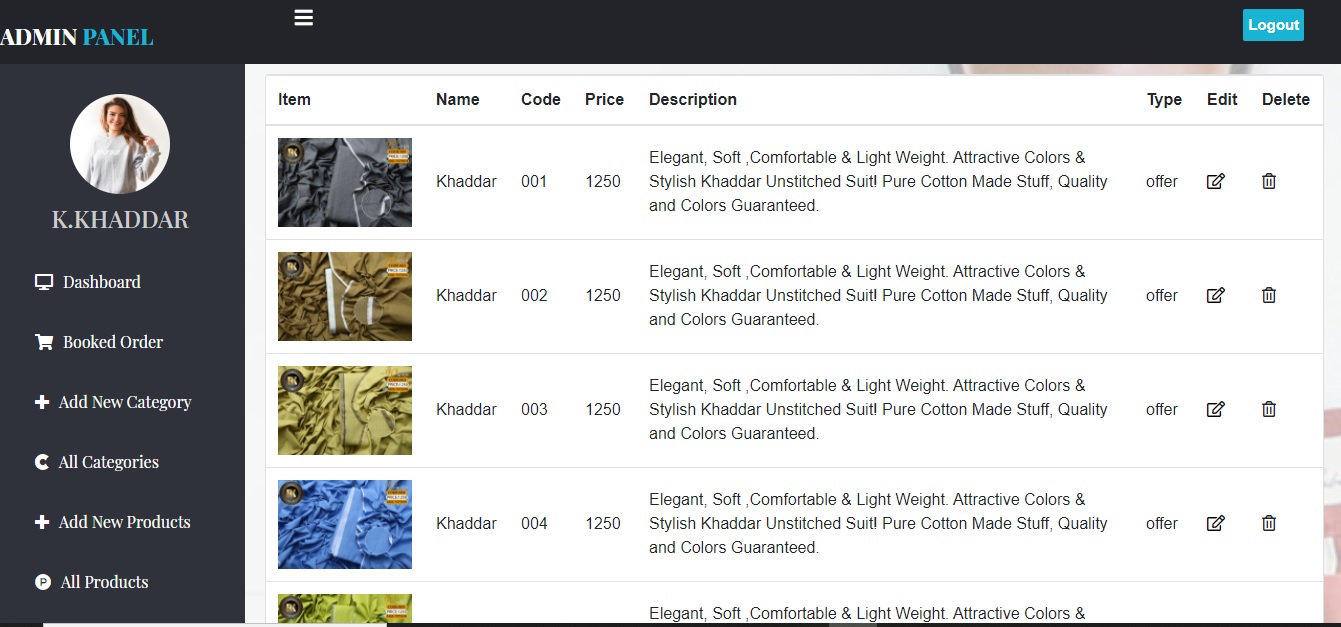 ADMIN PANEL
Logout
K.KHADDAR
Dashboard
Booked Order
Add New Category
All Categories
Add New Products
All Products
Item Name Code Price Description Type Edit Delete
Khaddar 001 1250
Elegant, Soft ,Comfortable & Light Weight. Attractive Colors &
Stylish Khaddar Unstitched Suit! Pure Cotton Made Stuff, Quality
and Colors Guaranteed.
offer
Khaddar 002 1250
Elegant, Soft ,Comfortable & Light Weight. Attractive Colors &
Stylish Khaddar Unstitched Suit! Pure Cotton Made Stuff, Quality
and Colors Guaranteed.
offer
Khaddar 003 1250
Elegant, Soft ,Comfortable & Light Weight. Attractive Colors &
Stylish Khaddar Unstitched Suit! Pure Cotton Made Stuff, Quality
and Colors Guaranteed.
offer
Khaddar 004 1250
Elegant, Soft ,Comfortable & Light Weight. Attractive Colors &
Stylish Khaddar Unstitched Suit! Pure Cotton Made Stuff, Quality
and Colors Guaranteed.
offer
Elegant, Soft ,Comfortable & Light Weight. Attractive Colors &